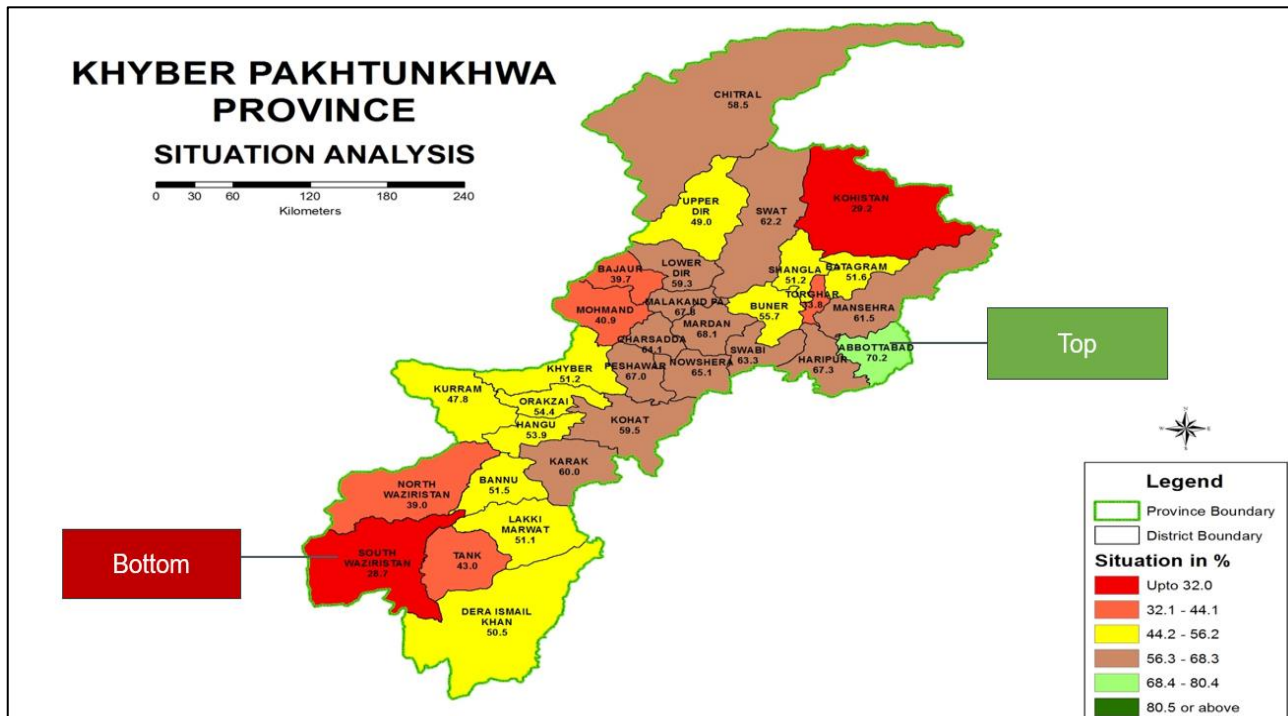 KHYBER PAKHTUNKHWA
PROVINCE
SITUATION ANALYSIS
0 30 60 120 180 240
Kilometers
CHITRAL
58.5
UPPER
DIR
49.0
SWAT
62.2
KOHISTAN
29.2
BAJAUR
39.7
LOWER
DIR
59.3
SHANGLA
51.2
BATAGRAM
51.6
TORGHAR
33.8
MOHMAND
40.9
MALAKAND PA
67.8
BUNER
55.7
MANSEHRA
61.5
MARDAN
68.1
CHARSADDA
64.1
SWABI
63.3
HARIPUR
67.3
ABBOTTABAD
70.2
Top
KHYBER
51.2
PESHAWAR
67.0
NOWSHERA
65.1
KURRAM
47.8
ORAKZAI
54.4
HANGU
53.9
KOHAT
59.5
KARAK
60.0
NORTH
WAZIRISTAN
39.0
BANNU
51.5
LAKKI
MARWAT
51.1
Bottom
SOUTH
WAZIRISTAN
28.7
TANK
43.0
DERA ISMAIL
KHAN
50.5
N
W E
S
Legend
Province Boundary
District Boundary
Situation in %
Upto 32.0
32.1 - 44.1
44.2 - 56.2
56.3 - 68.3
68.4 - 80.4
80.5 or above